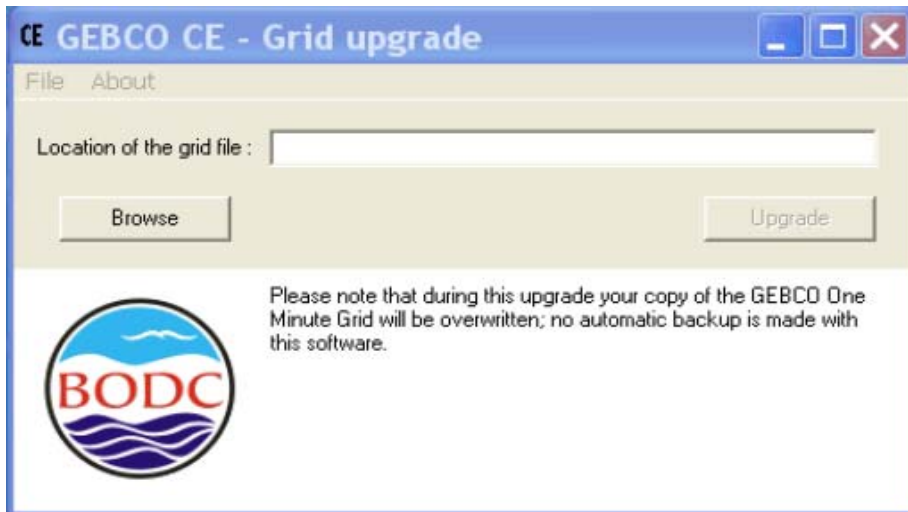 CE GEBCO CE - Grid upgrade
File About
Location of the grid file :
Browse
Upgrade
Please note that during this upgrade your copy of the GEBCO One
Minute Grid will be overwritten; no automatic backup is made with
this software.
BODC